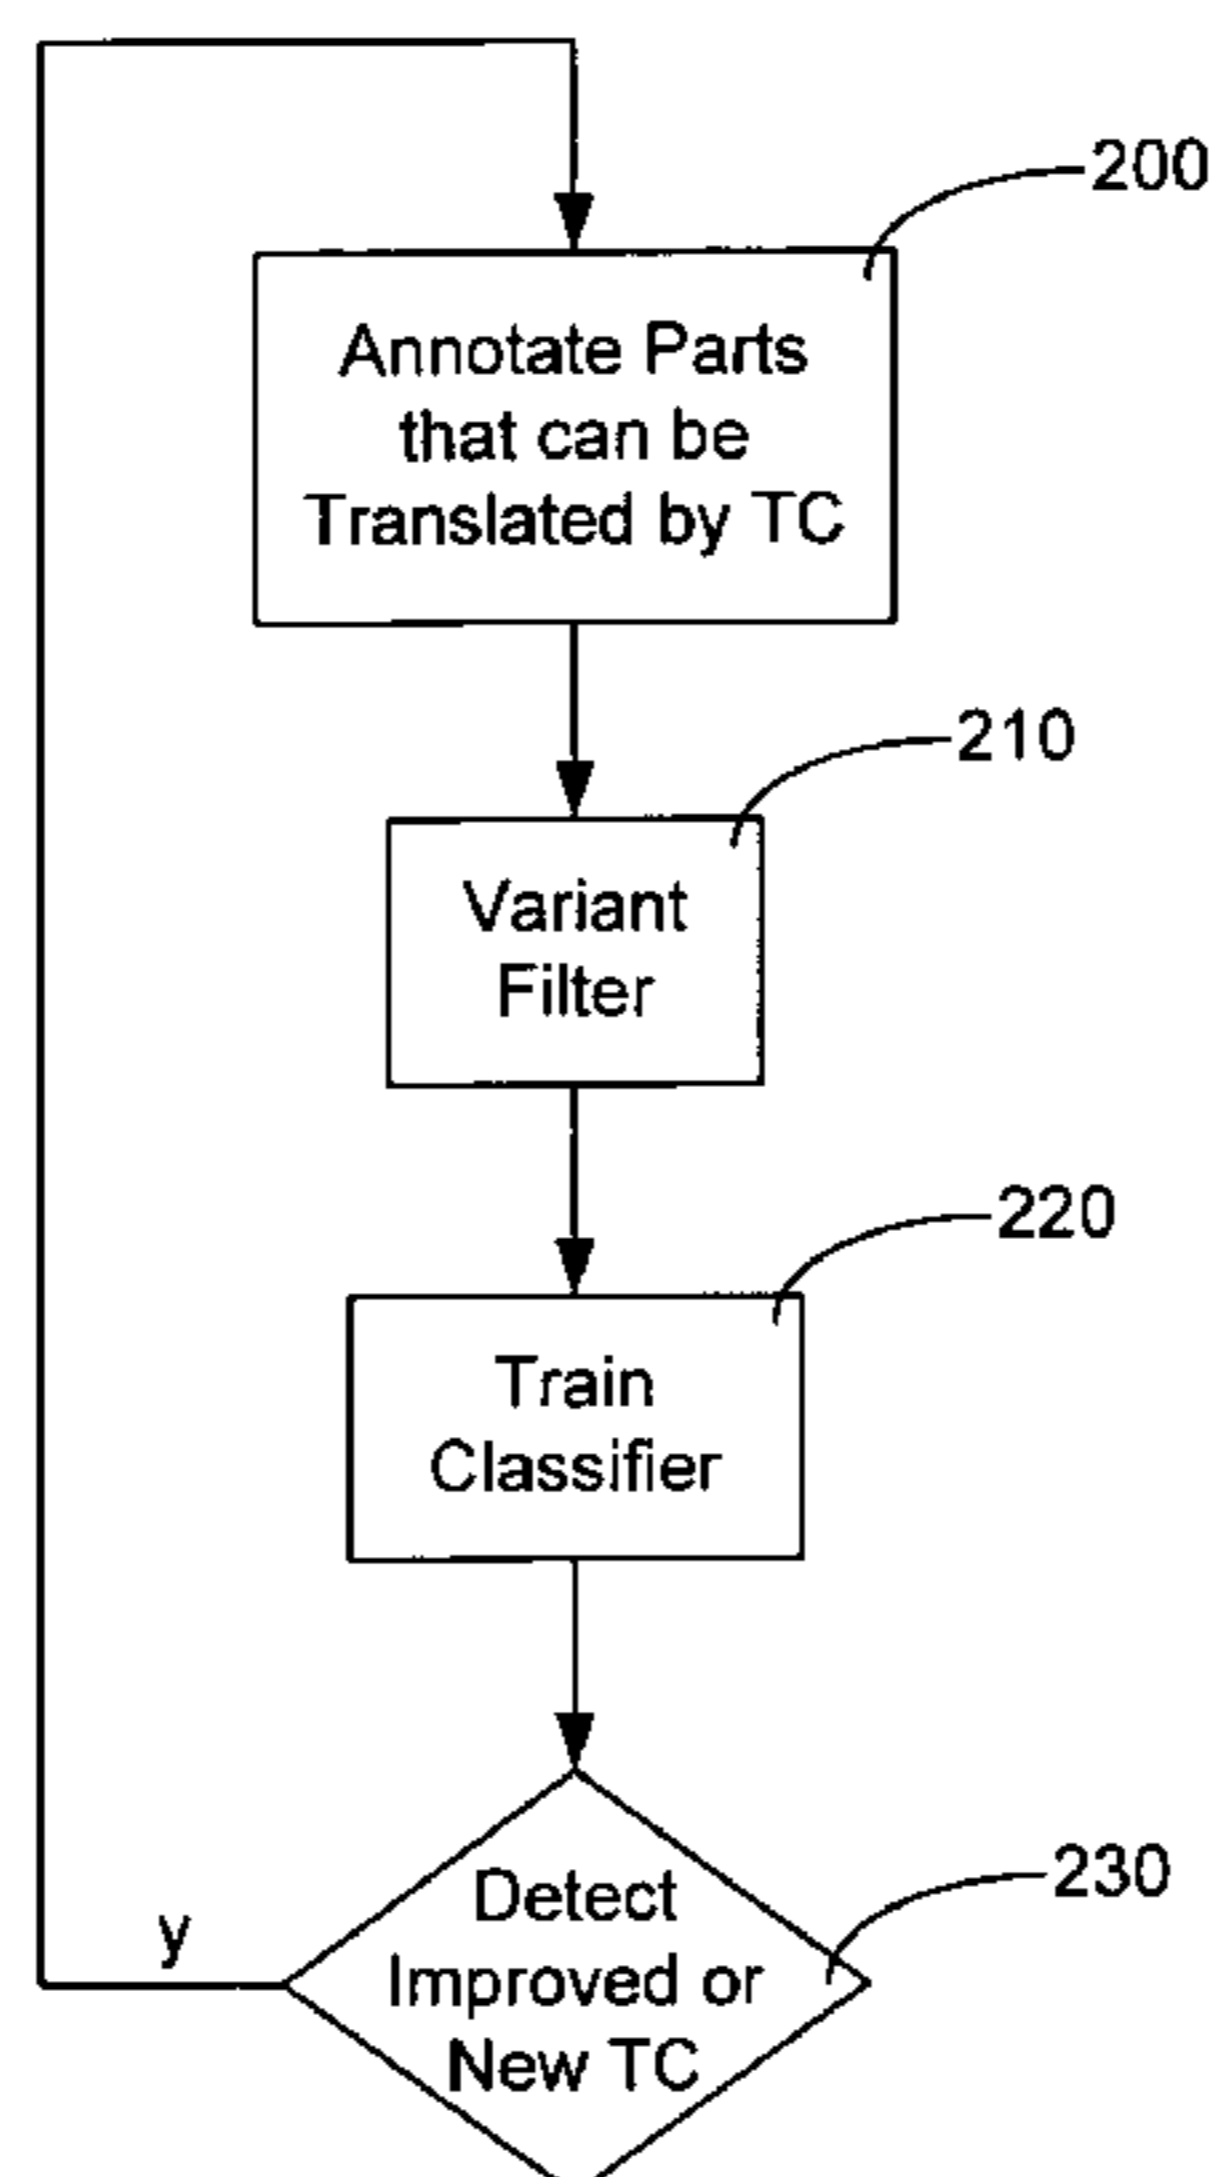 200
Annotate Parts
that can be
Translated by TC
210
Variant
Filter
220
Train
Classifier
230
Detect
Improved or
New TC
y